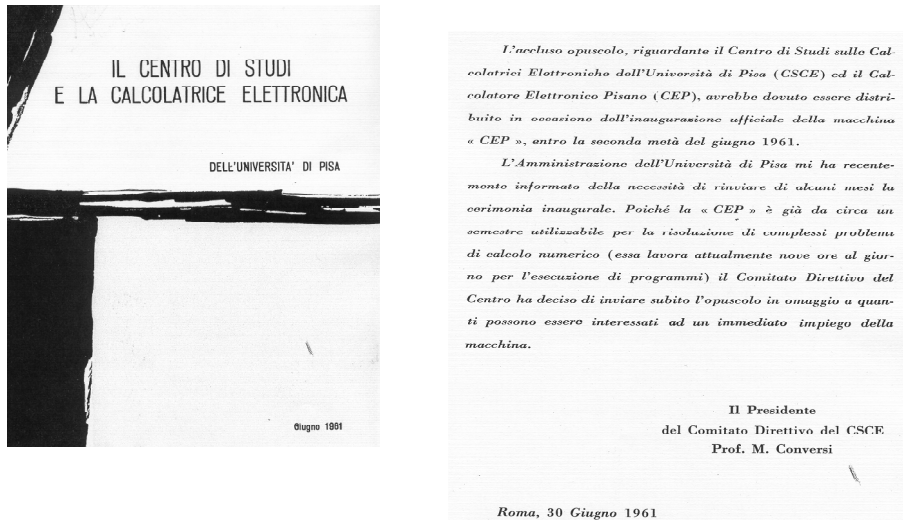 IL CENTRO DI STUDI
E LA CALCOLATRICE ELETTRONICA
DELL'UNIVERSITA' DI PISA
Giugno 1961
L'accluso opuscolo, riguardante il Centro di Studi sulle Cal-
colatrici Elettroniche dell'Università di Pisa (CSCE) ed il Cal-
colatore Elettronico Pisano (CEP), avrebbe dovuto essere distri-
buito in occasione dell'inaugurazione ufficiale della macchina
« CEP », entro la seconda metà del giugno 1961.
L'Amministrazione dell'Università di Pisa mi ha recente-
mente informato della necessità di rinviare di alcuni mesi la
cerimonia inaugurale. Poiché la « CEP » è già da circa un
semestre utilizzabile per la risoluzione di complessi problemi
di calcolo numerico (essa lavora attualmente nove ore al gior-
no per l'esecuzione di programmi) il Comitato Direttivo del
Centro ha deciso di inviare subito l'opuscolo in omaggio a quan-
ti possono essere interessati ad un immediato impiego della
macchina.
Il Presidente
del Comitato Direttivo del CSCE
Prof. M. Conversi
Roma, 30 Giugno 1961